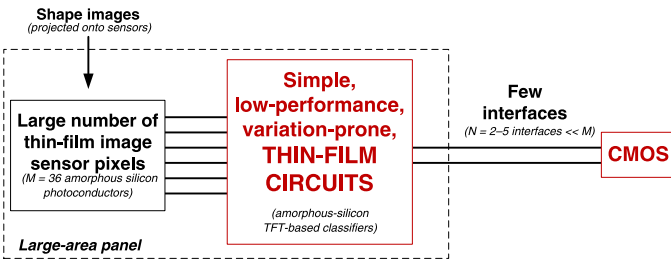 Shape images
(projected onto sensors)
Large number of
thin-film image
sensor pixels
(M = 36 amorphous silicon
photoconductors)
Simple,
low-performance,
variation-prone,
THIN-FILM
CIRCUITS
(amorphous-silicon
TFT-based classifiers)
Few
interfaces
(N = 2–5 interfaces << M)
CMOS
Large-area panel